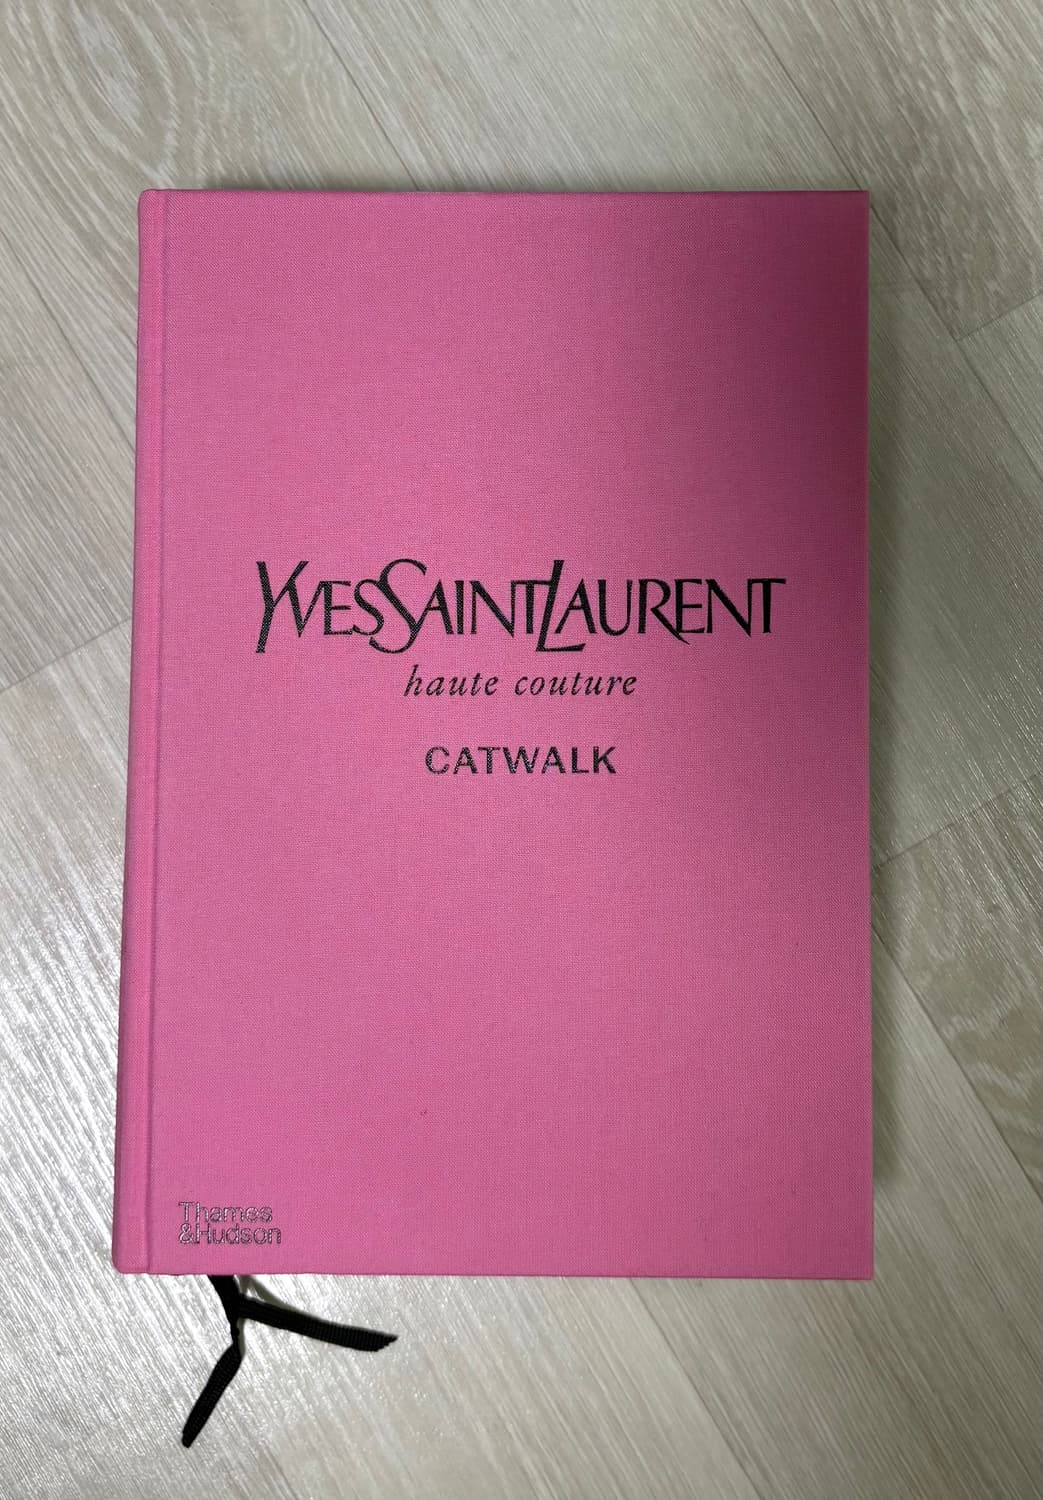 YVESSAINTLAURENT
haute couture
CATWALK
Thames
&Hudson